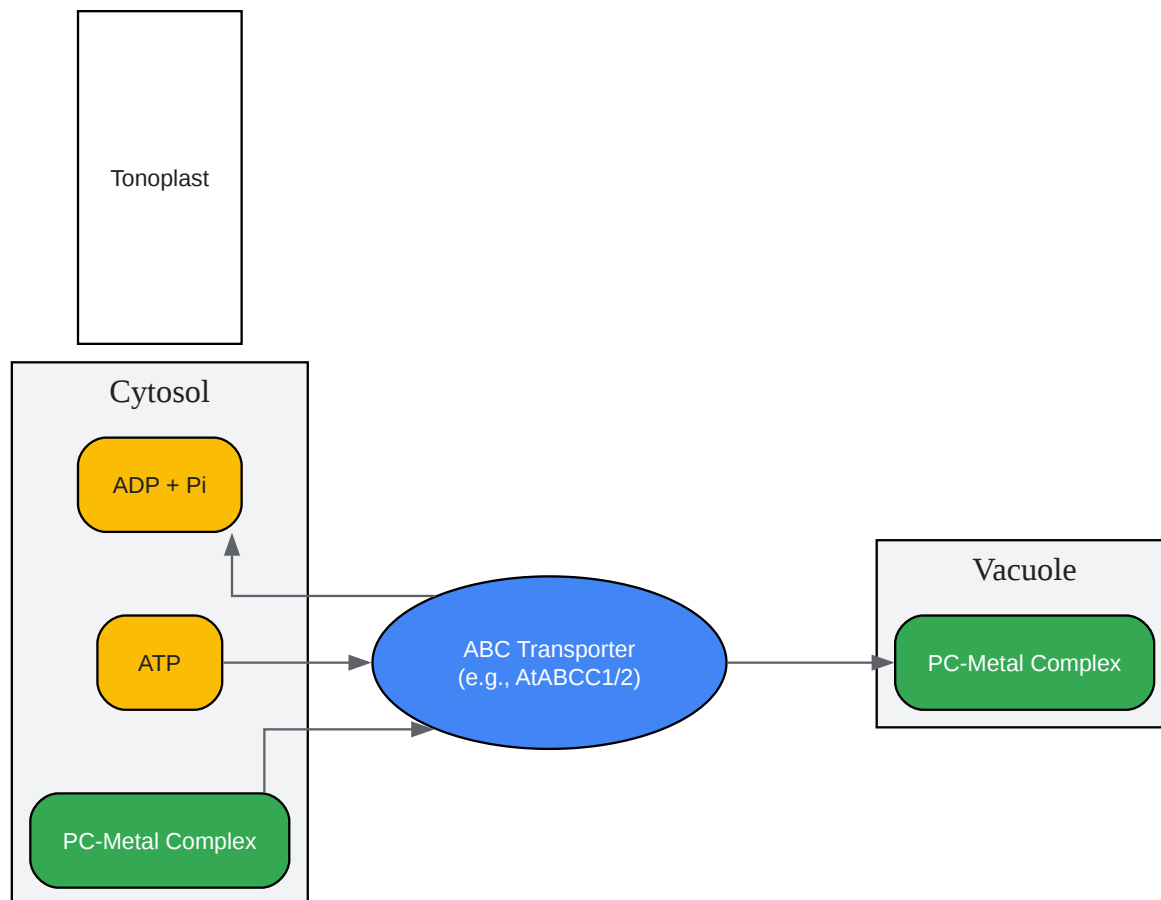 Tonoplast
Cytosol
ADP + Pi
ATP
PC-Metal Complex
ABC Transporter
(e.g., AtABCC1/2)
Vacuole
PC-Metal Complex